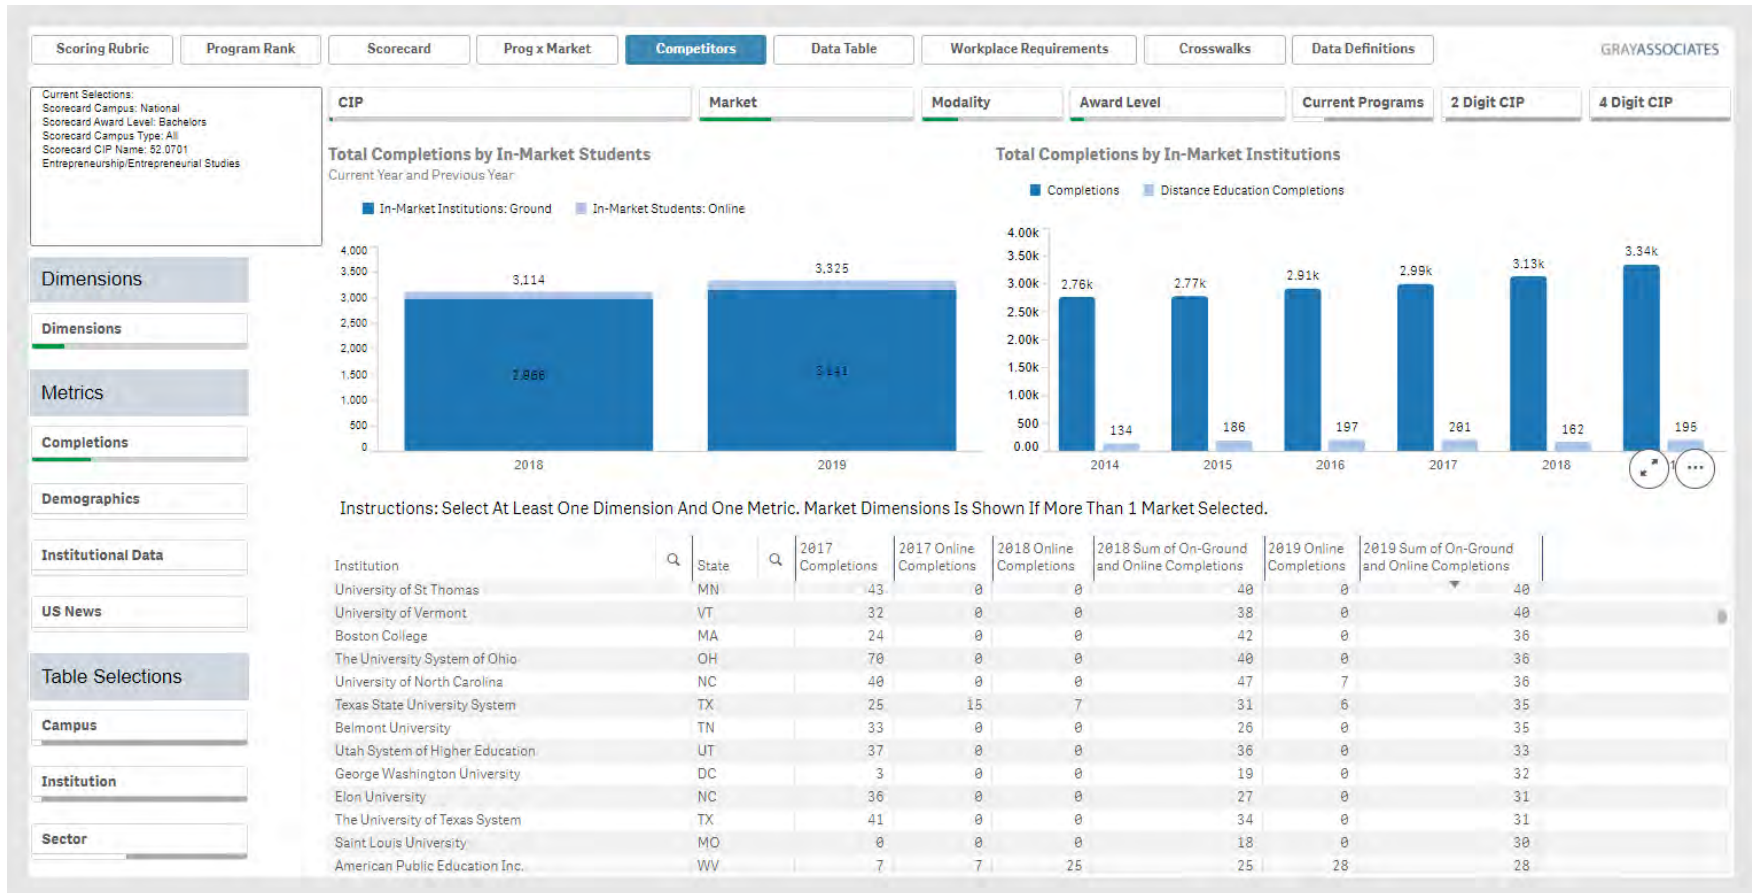 Scoring Rubric
Program Rank
Scorecard
Prog x Market
Competitors
Data Table
Workplace Requirements
Crosswalks
Data Definitions
GRAYASSOCIATES
Current Selections:
Scorecard Campus: National
Scorecard Award Level: Bachelors
Scorecard Campus Type: All
Scorecard CIP Name: 52.0701
Entrepreneurship/Entrepreneurial Studies
CIP
Market
Modality
Award Level
Current Programs
2 Digit CIP
4 Digit CIP
Dimensions
Dimensions
Metrics
Completions
Demographics
Institutional Data
US News
Table Selections
Campus
Institution
Sector
Total Completions by In-Market Students
Current Year and Previous Year
In-Market Institutions: Ground
In-Market Students: Online
4,000
3,500
3,000
2,500
2,000
1,500
1,000
500
0
3,114
2,966
3,325
3,141
2018
2019
Total Completions by In-Market Institutions
Completions
Distance Education Completions
4.00k
3.50k
3.00k
2.50k
2.00k
1.50k
1.00k
500
0.00
2.76k
134
2.77k
186
2.91k
197
2.99k
201
3.13k
162
3.34k
195
2014
2015
2016
2017
2018
Instructions: Select At Least One Dimension And One Metric. Market Dimensions Is Shown If More Than 1 Market Selected.
Institution State 2017 Completions 2017 Online Completions 2018 Online Completions 2018 Sum of On-Ground and Online Completions 2019 Online Completions 2019 Sum of On-Ground and Online Completions
University of St Thomas MN 43 0 0 40 0 40
University of Vermont VT 32 0 0 38 0 40
Boston College MA 24 0 0 42 0 36
The University System of Ohio OH 70 0 0 40 0 36
University of North Carolina NC 40 0 0 47 7 36
Texas State University System TX 25 15 7 31 6 35
Belmont University TN 33 0 0 26 0 35
Utah System of Higher Education UT 37 0 0 36 0 33
George Washington University DC 3 0 0 19 0 32
Elon University NC 36 0 0 27 0 31
The University of Texas System TX 41 0 0 34 0 31
Saint Louis University MO 0 0 0 18 0 30
American Public Education Inc. WV 7 7 25 25 28 28